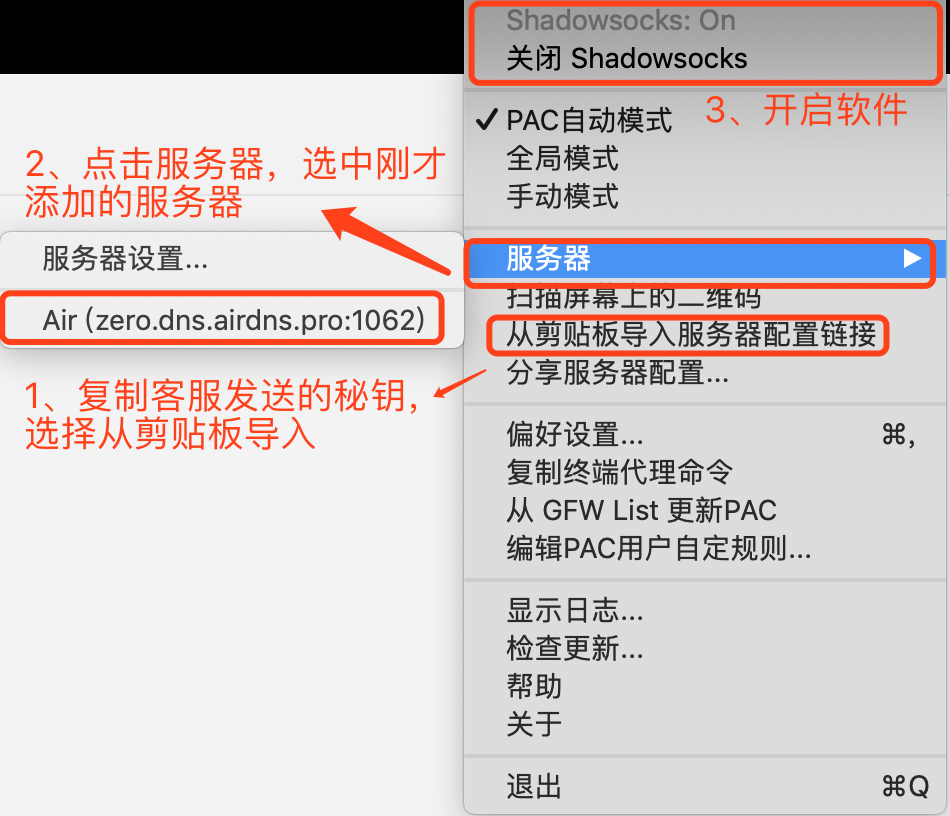 Shadowsocks: On
关闭 Shadowsocks
3、开启软件
PAC自动模式
全局模式
手动模式
2、点击服务器，选中刚才
添加的服务器
服务器
服务器设置...
Air (zero.dns.airdns.pro:1062)
扫描屏幕上的二维码
从剪贴板导入服务器配置链接
分享服务器配置...
1、复制客服发送的秘钥，
选择从剪贴板导入
偏好设置... ⌘,
复制终端代理命令
从 GFW List 更新PAC
编辑PAC用户自定规则...
显示日志...
检查更新...
帮助
关于
退出 ⌘Q